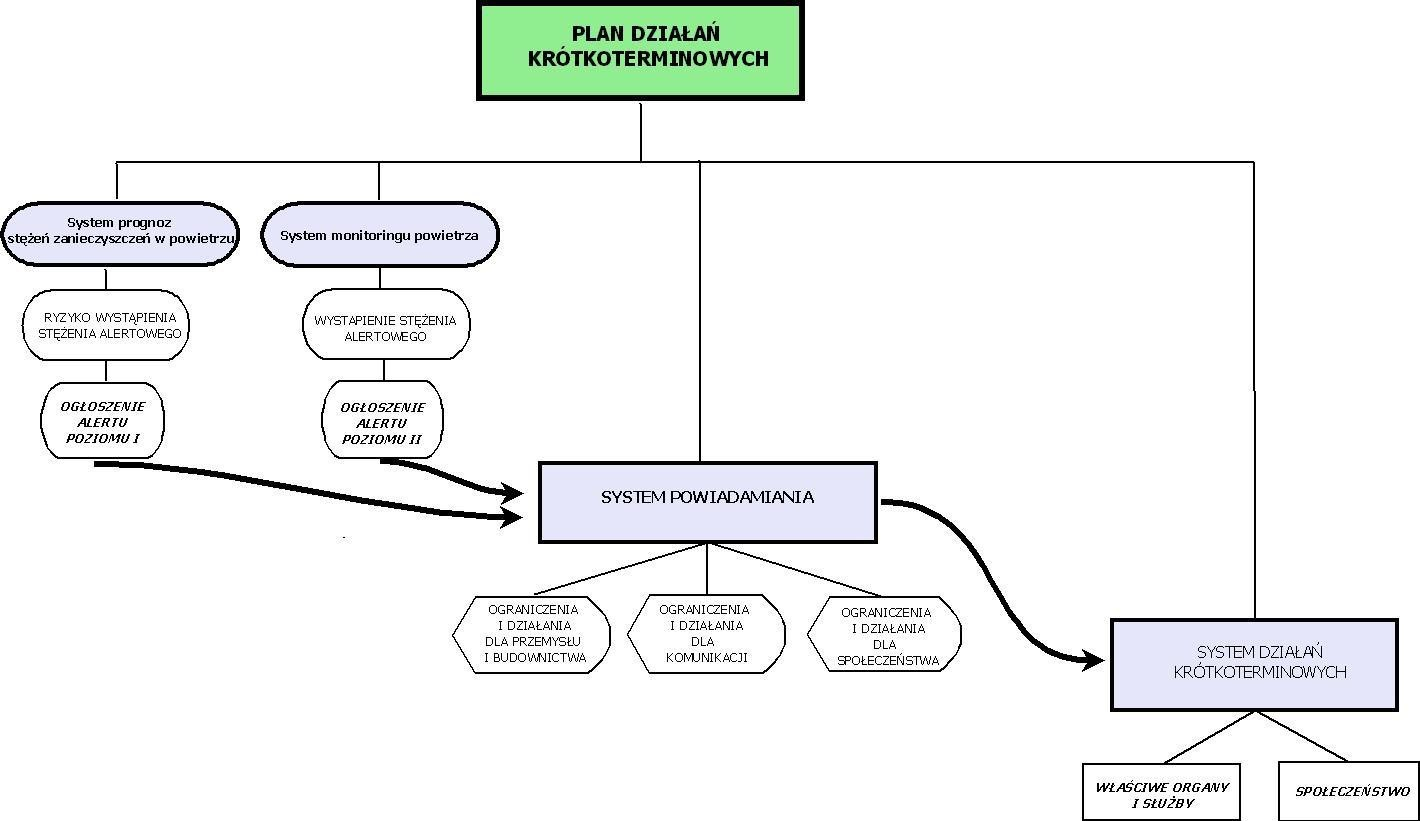 PLAN DZIAŁAŃ
KRÓTKOTERMINOWYCH
System prognoz
stężeń zanieczyszczeń w powietrzu
System monitoringu powietrza
RYZYKO WYSTĄPIENIA
STĘŻENIA ALERTOWEGO
WYSTAPIENIE STĘŻENIA
ALERTOWEGO
OGŁOSZENIE
ALERTU
POZIOMU I
OGŁOSZENIE
ALERTU
POZIOMU II
SYSTEM POWIADAMIANIA
OGRANICZENIA
I DZIAŁANIA
DLA PRZEMYSŁU
I BUDOWNICTWA
OGRANICZENIA
I DZIAŁANIA
DLA
KOMUNIKACJI
OGRANICZENIA
I DZIAŁANIA
DLA
SPOŁECZEŃSTWA
SYSTEM DZIAŁAŃ
KRÓTKOTERMINOWYCH
WŁAŚCIWE ORGANY
I SŁUŻBY
SPOŁECZEŃSTWO